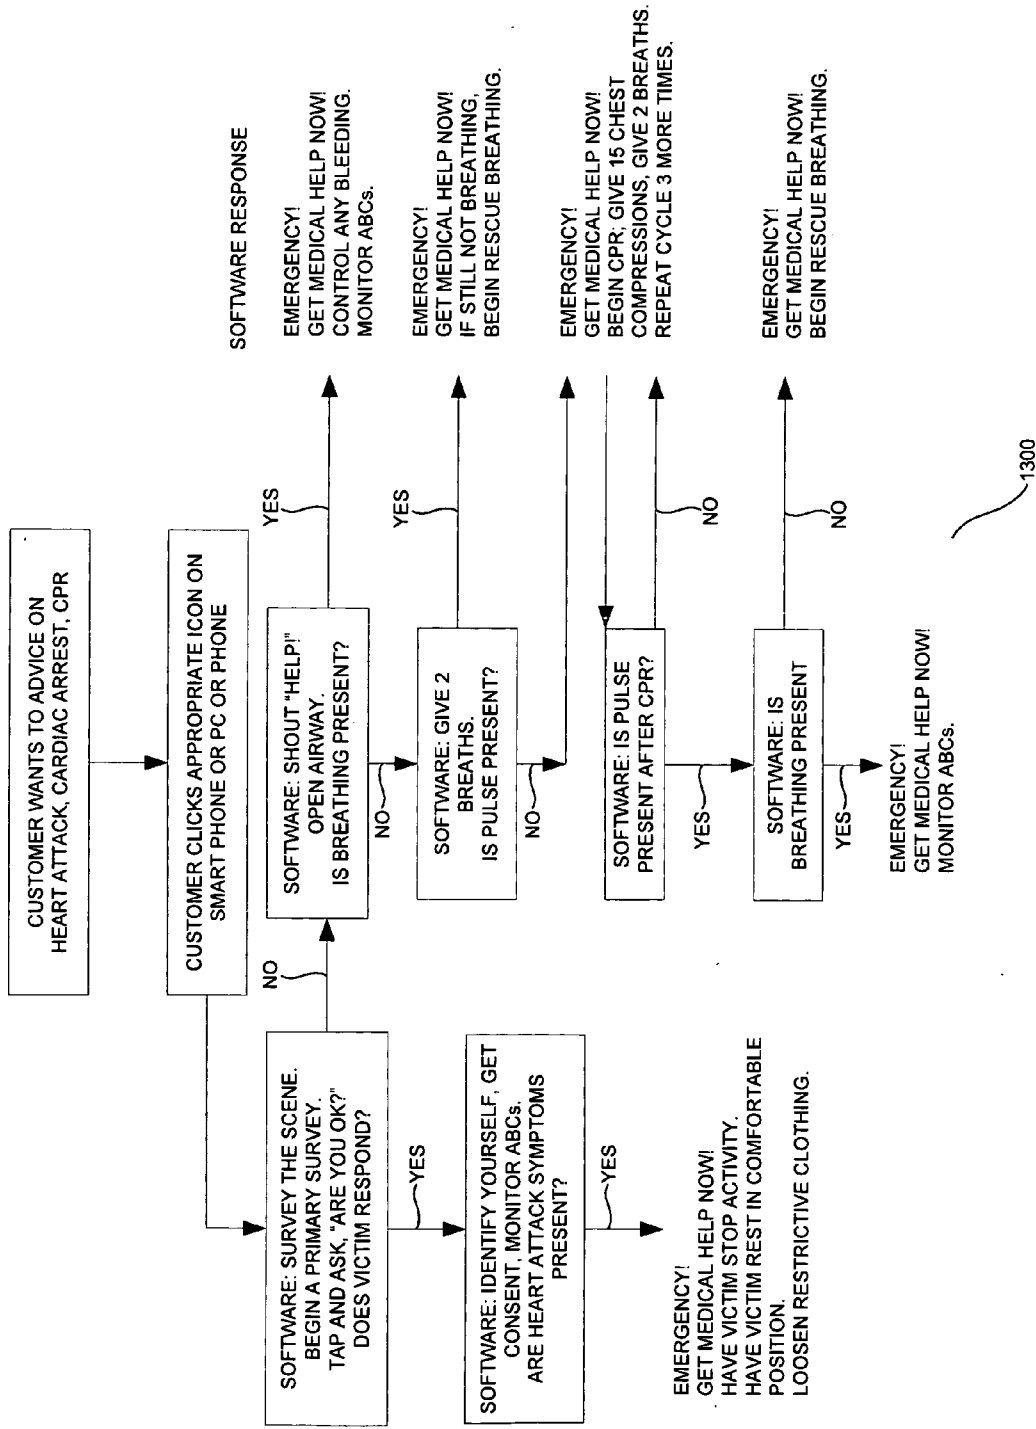 CUSTOMER WANTS TO ADVICE ON
HEART ATTACK, CARDIAC ARREST, CPR
CUSTOMER CLICKS APPROPRIATE ICON ON
SMART PHONE OR PC OR PHONE
SOFTWARE RESPONSE
SOFTWARE: SURVEY THE SCENE.
BEGIN A PRIMARY SURVEY.
TAP AND ASK, "ARE YOU OK?"
DOES VICTIM RESPOND?
NO
SOFTWARE: SHOUT "HELP!"
OPEN AIRWAY.
IS BREATHING PRESENT?
YES
EMERGENCY!
GET MEDICAL HELP NOW!
CONTROL ANY BLEEDING.
MONITOR ABCs.
YES
NO
SOFTWARE: IDENTIFY YOURSELF, GET
CONSENT, MONITOR ABCs.
ARE HEART ATTACK SYMPTOMS
PRESENT?
SOFTWARE: GIVE 2
BREATHS.
IS PULSE PRESENT?
YES
EMERGENCY!
GET MEDICAL HELP NOW!
IF STILL NOT BREATHING,
BEGIN RESCUE BREATHING.
YES
NO
EMERGENCY!
GET MEDICAL HELP NOW!
BEGIN CPR; GIVE 15 CHEST
COMPRESSIONS, GIVE 2 BREATHS.
REPEAT CYCLE 3 MORE TIMES.
SOFTWARE: IS PULSE
PRESENT AFTER CPR?
NO
EMERGENCY!
GET MEDICAL HELP NOW!
HAVE VICTIM STOP ACTIVITY.
HAVE VICTIM REST IN COMFORTABLE
POSITION.
LOOSEN RESTRICTIVE CLOTHING.
YES
SOFTWARE: IS
BREATHING PRESENT
NO
EMERGENCY!
GET MEDICAL HELP NOW!
BEGIN RESCUE BREATHING.
YES
EMERGENCY!
GET MEDICAL HELP NOW!
MONITOR ABCs.
1300